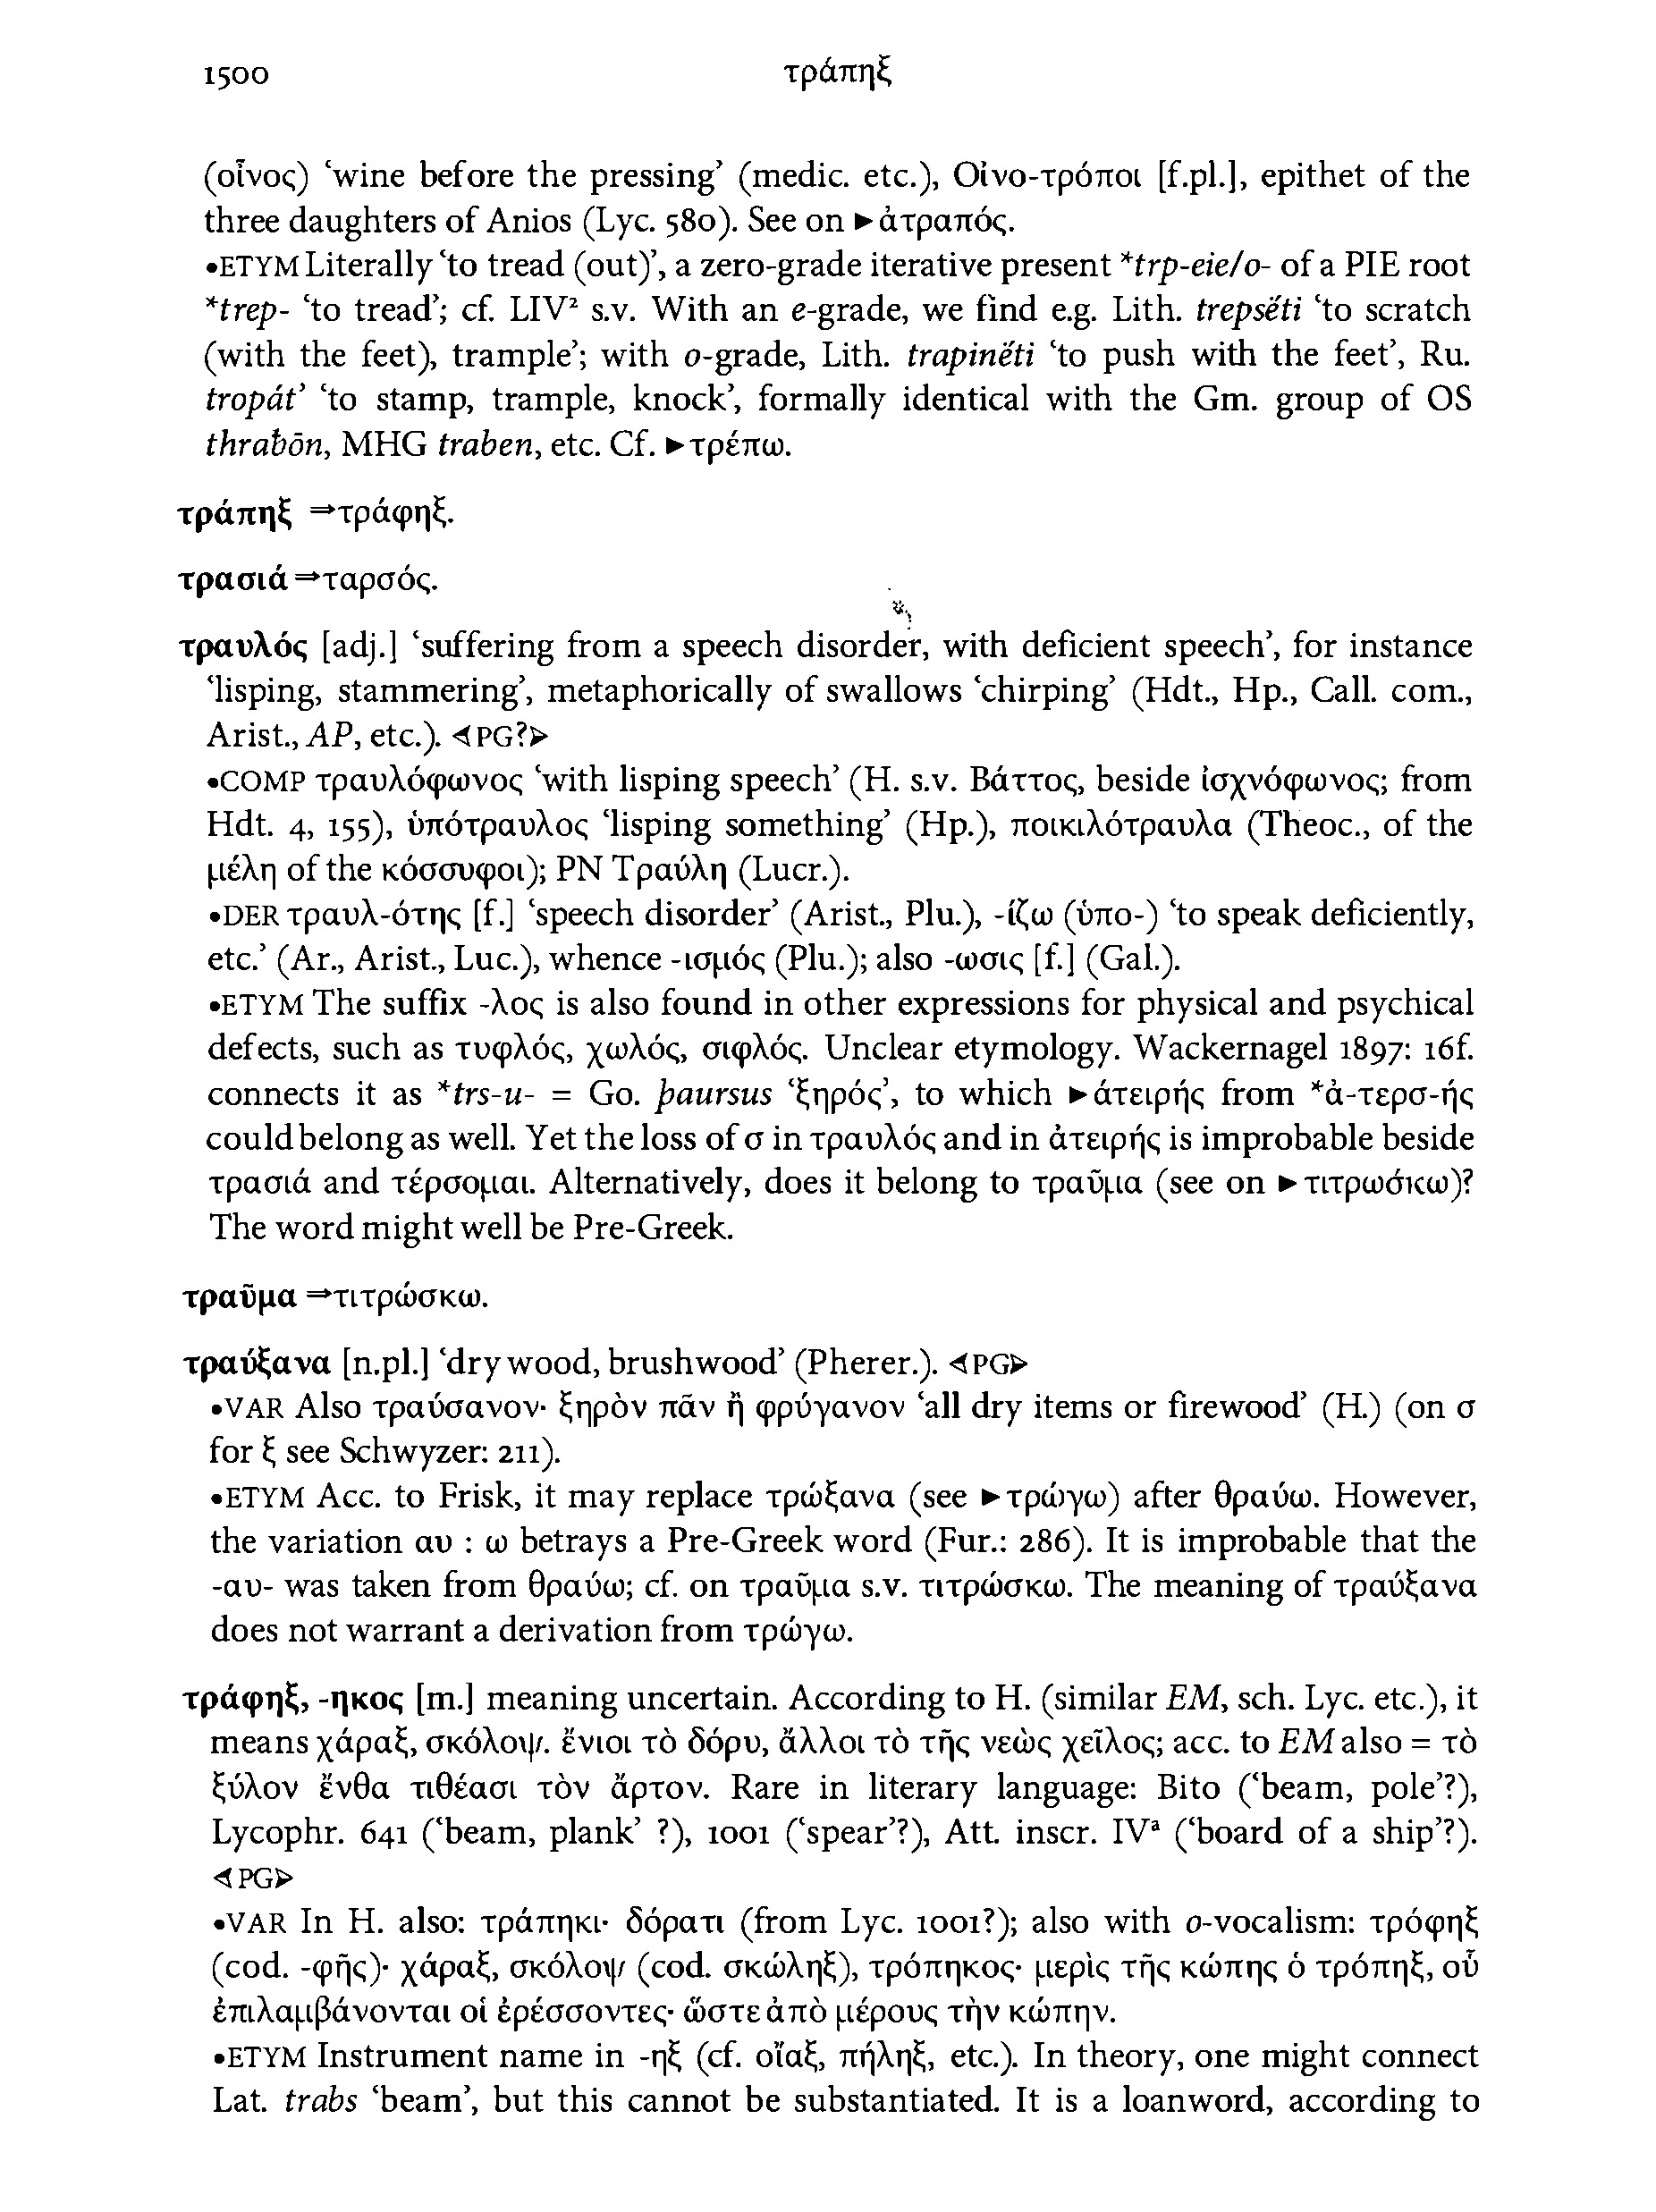 1500 τράπηξ
(οἶνος) ‘wine before the pressing’ (medic. etc.), Οἰνο-τρόποι [f.pl.], epithet of the
three daughters of Anios (Lyc. 580). See on ►ἀτραπός.
•ETYM Literally ‘to tread (out)’, a zero-grade iterative present *trp-eie/o- of a PIE root
*trep- ‘to tread’; cf. LIV² s.v. With an e-grade, we find e.g. Lith. trepsė́ti ‘to scratch
(with the feet), trample’; with o-grade, Lith. trapinė́ti ‘to push with the feet’, Ru.
tropát’ ‘to stamp, trample, knock’, formally identical with the Gm. group of OS
thraƀōn, MHG traben, etc. Cf. ►τρέπω.
τράπηξ ⇒τράφηξ.
τρασιά ⇒ταρσός.
τραυλός [adj.] ‘suffering from a speech disorder, with deficient speech’, for instance
‘lisping, stammering’, metaphorically of swallows ‘chirping’ (Hdt., Hp., Call. com.,
Arist., AP, etc.). ◁PG?▷
•COMP τραυλόφωνος ‘with lisping speech’ (H. s.v. Βάττος, beside ἰσχνόφωνος; from
Hdt. 4, 155), ὑπότραυλος ‘lisping something’ (Hp.), ποικιλότραυλα (Theoc., of the
μέλη of the κόσσυφοι); PN Τραύλη (Lucr.).
•DER τραυλ-ότης [f.] ‘speech disorder’ (Arist., Plu.), -ίζω (ὑπο-) ‘to speak deficiently,
etc.’ (Ar., Arist., Luc.), whence -ισμός (Plu.); also -ωσις [f.] (Gal.).
•ETYM The suffix -λος is also found in other expressions for physical and psychical
defects, such as τυφλός, χωλός, σιφλός. Unclear etymology. Wackernagel 1897: 16f.
connects it as *trs-u- = Go. þaursus ‘ξηρός’, to which ►ἀτειρής from *ἀ-τερσ-ής
could belong as well. Yet the loss of σ in τραυλός and in ἀτειρής is improbable beside
τρασιά and τέρσομαι. Alternatively, does it belong to τραῦμα (see on ►τιτρωσκω)?
The word might well be Pre-Greek.
τραῦμα ⇒τιτρώσκω.
τραύξανα [n.pl.] ‘dry wood, brushwood’ (Pherer.). ◁PG▷
•VAR Also τραύσανον· ξηρὸν πᾶν ἢ φρύγανον ‘all dry items or firewood’ (H.) (on σ
for ξ see Schwyzer: 211).
•ETYM Acc. to Frisk, it may replace τρώξανα (see ►τρώγω) after θραύω. However,
the variation αυ : ω betrays a Pre-Greek word (Fur.: 286). It is improbable that the
-αυ- was taken from θραύω; cf. on τραῦμα s.v. τιτρώσκω. The meaning of τραύξανα
does not warrant a derivation from τρώγω.
τράφηξ, -ηκος [m.] meaning uncertain. According to H. (similar EM, sch. Lyc. etc.), it
means χάραξ, σκόλοψ. ἔνιοι τὸ δόρυ, ἄλλοι τὸ τῆς νεὼς χεῖλος; acc. to EM also = τὸ
ξύλον ἔνθα τιθέασι τὸν ἄρτον. Rare in literary language: Bito (‘beam, pole’?),
Lycophr. 641 (‘beam, plank’ ?), 1001 (‘spear’?), Att. inscr. IVª (‘board of a ship’?).
◁PG▷
•VAR In H. also: τράπηκι· δόρατι (from Lyc. 1001?); also with o-vocalism: τρόφηξ
(cod. -φῆς)· χάραξ, σκόλοψ (cod. σκώληξ), τρόπηκος· μερὶς τῆς κώπης ὁ τρόπηξ, οὗ
ἐπιλαμβάνονται οἱ ἐρέσσοντες· ὥστε ἀπὸ μέρους τὴν κώπην.
•ETYM Instrument name in -ηξ (cf. οἴαξ, πήληξ, etc.). In theory, one might connect
Lat. trabs ‘beam’, but this cannot be substantiated. It is a loanword, according to